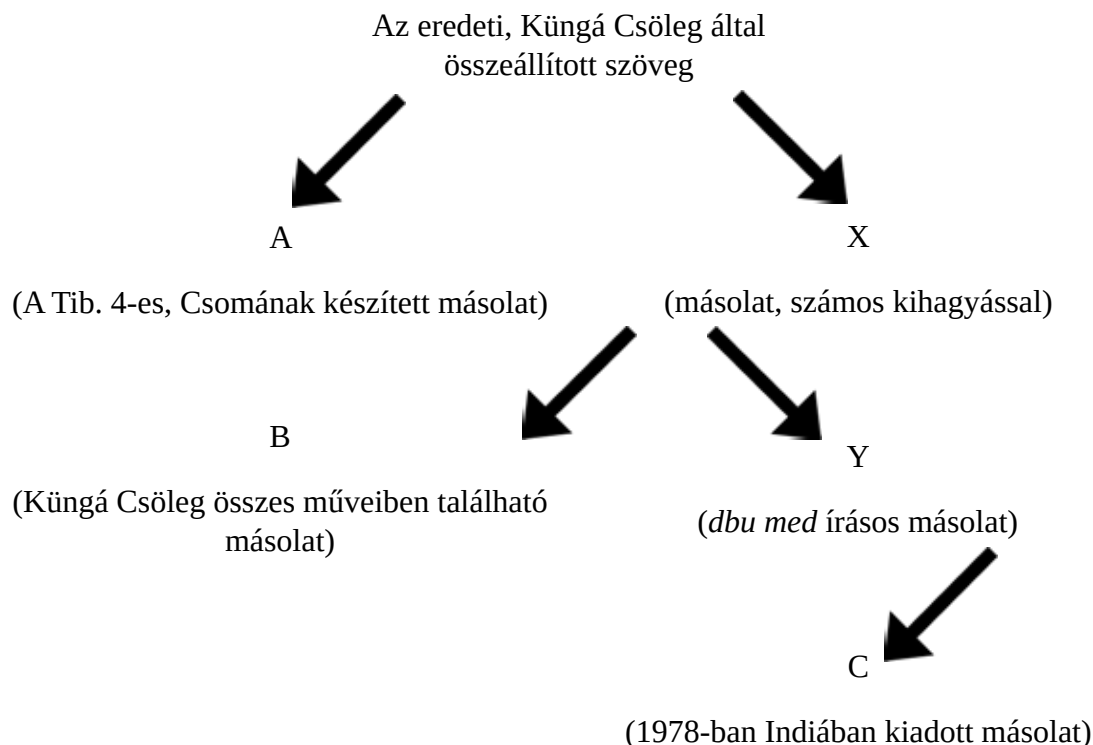 Az eredeti, Küngá Csöleg által
összeállított szöveg
A
X
(A Tib. 4-es, Csomának készített másolat)
(másolat, számos kihagyással)
B
Y
(Küngá Csöleg összes műveiben található
másolat)
(dbu med írásos másolat)
C
(1978-ban Indiában kiadott másolat)